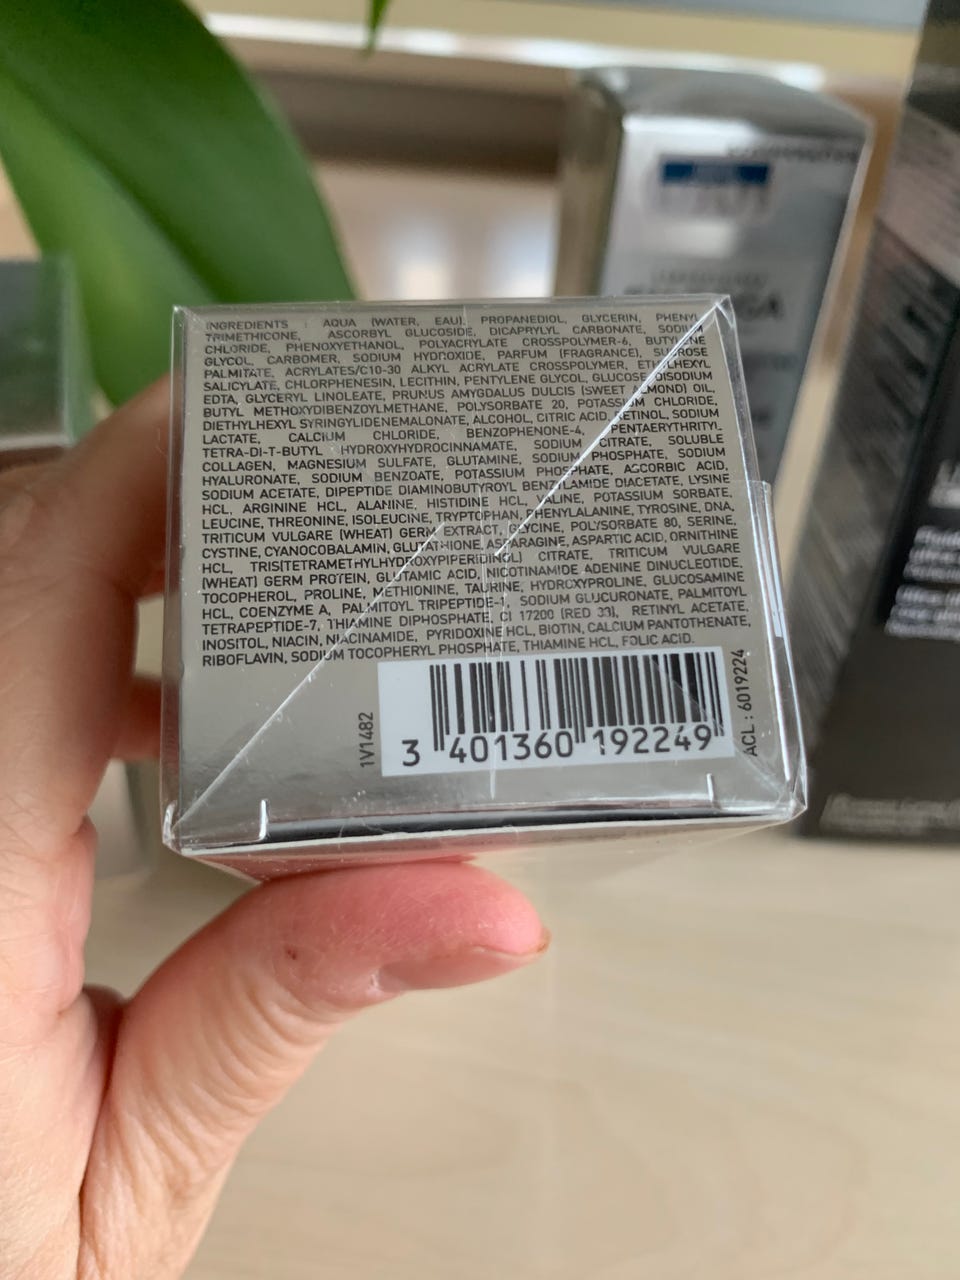 INGREDIENTS : AQUA (WATER, EAU), PROPANEDIOL, GLYCERIN, PHENYL
TRIMETHICONE, ASCORBYL GLUCOSIDE, DICAPRYLYL CARBONATE, SODIUM
CHLORIDE, PHENOXYETHANOL, POLYACRYLATE CROSSPOLYMER-6, BUTYLENE
GLYCOL, CARBOMER, SODIUM HYDROXIDE, PARFUM (FRAGRANCE), SUCROSE
PALMITATE, ACRYLATES/C10-30 ALKYL ACRYLATE CROSSPOLYMER, ETHYLHEXYL
SALICYLATE, CHLORPHENESIN, LECITHIN, PENTYLENE GLYCOL, GLUCOSE, DISODIUM
EDTA, GLYCERYL LINOLEATE, PRUNUS AMYGDALUS DULCIS (SWEET ALMOND) OIL,
BUTYL METHOXYDIBENZOYLMETHANE, POLYSORBATE 20, POTASSIUM CHLORIDE,
DIETHYLHEXYL SYRINGYLIDENEMALONATE, ALCOHOL, CITRIC ACID, RETINOL, SODIUM
LACTATE, CALCIUM CHLORIDE, BENZOPHENONE-4, PENTAERYTHRITYL
TETRA-DI-T-BUTYL HYDROXYHYDROCINNAMATE, SODIUM CITRATE, SOLUBLE
COLLAGEN, MAGNESIUM SULFATE, GLUTAMINE, SODIUM PHOSPHATE, SODIUM
HYALURONATE, SODIUM BENZOATE, POTASSIUM PHOSPHATE, ASCORBIC ACID,
SODIUM ACETATE, DIPEPTIDE DIAMINOBUTYROYL BENZYLAMIDE DIACETATE, LYSINE
HCL, ARGININE HCL, ALANINE, HISTIDINE HCL, VALINE, POTASSIUM SORBATE,
LEUCINE, THREONINE, ISOLEUCINE, TRYPTOPHAN, PHENYLALANINE, TYROSINE, DNA,
TRITICUM VULGARE (WHEAT) GERM EXTRACT, GLYCINE, POLYSORBATE 80, SERINE,
CYSTINE, CYANOCOBALAMIN, GLUTATHIONE, ASPARAGINE, ASPARTIC ACID, ORNITHINE
HCL, TRIS(TETRAMETHYLHYDROXYPIPERIDINOL) CITRATE, TRITICUM VULGARE
(WHEAT) GERM PROTEIN, GLUTAMIC ACID, NICOTINAMIDE ADENINE DINUCLEOTIDE,
TOCOPHEROL, PROLINE, METHIONINE, TAURINE, HYDROXYPROLINE, GLUCOSAMINE
HCL, COENZYME A, PALMITOYL TRIPEPTIDE-1, SODIUM GLUCURONATE, PALMITOYL
TETRAPEPTIDE-7, THIAMINE DIPHOSPHATE, CI 17200 (RED 33), RETINYL ACETATE,
INOSITOL, NIACIN, NIACINAMIDE, PYRIDOXINE HCL, BIOTIN, CALCIUM PANTOTHENATE,
RIBOFLAVIN, SODIUM TOCOPHERYL PHOSPHATE, THIAMINE HCL, FOLIC ACID.
1V1482
3 401360 192249
ACL : 6019224